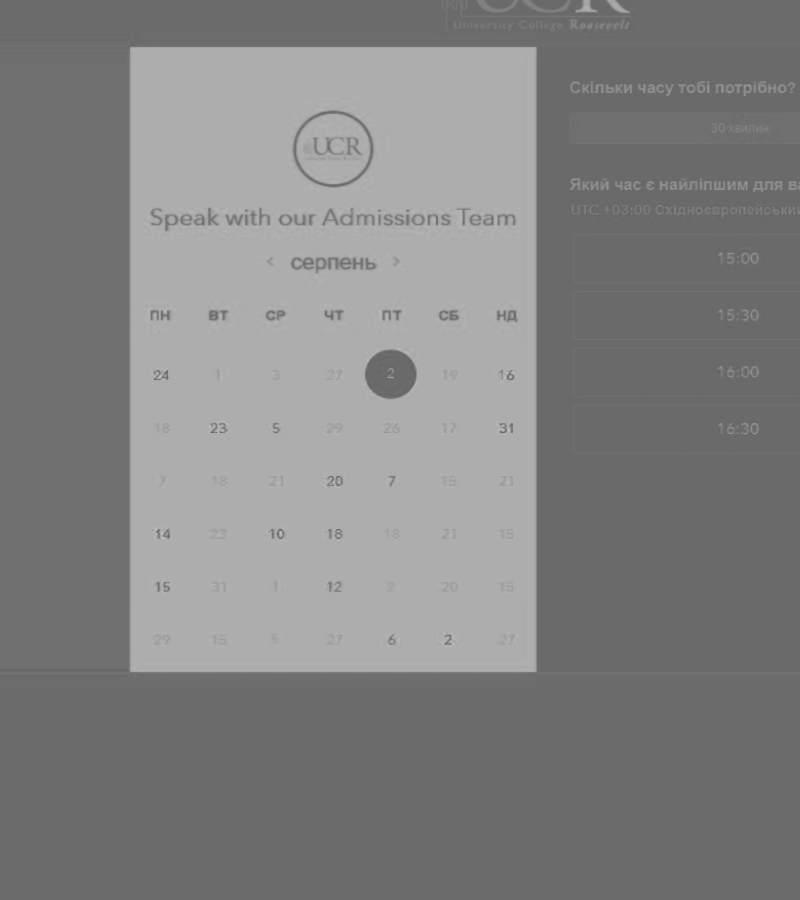 UCR
University College Roosevelt
UCR
Speak with our Admissions Team
< серпень >
ПН ВТ СР ЧТ ПТ СБ НД
24 1 3 27 2 19 16
18 23 5 29 26 17 31
7 18 21 20 7 15 21
14 23 10 18 18 21 15
15 31 1 12 2 20 15
29 15 5 27 6 2 27
Скільки часу тобі потрібно?
30 хвилин
Який час є найліпшим для
UTC +03:00 Східноєвропейський
15:00
15:30
16:00
16:30